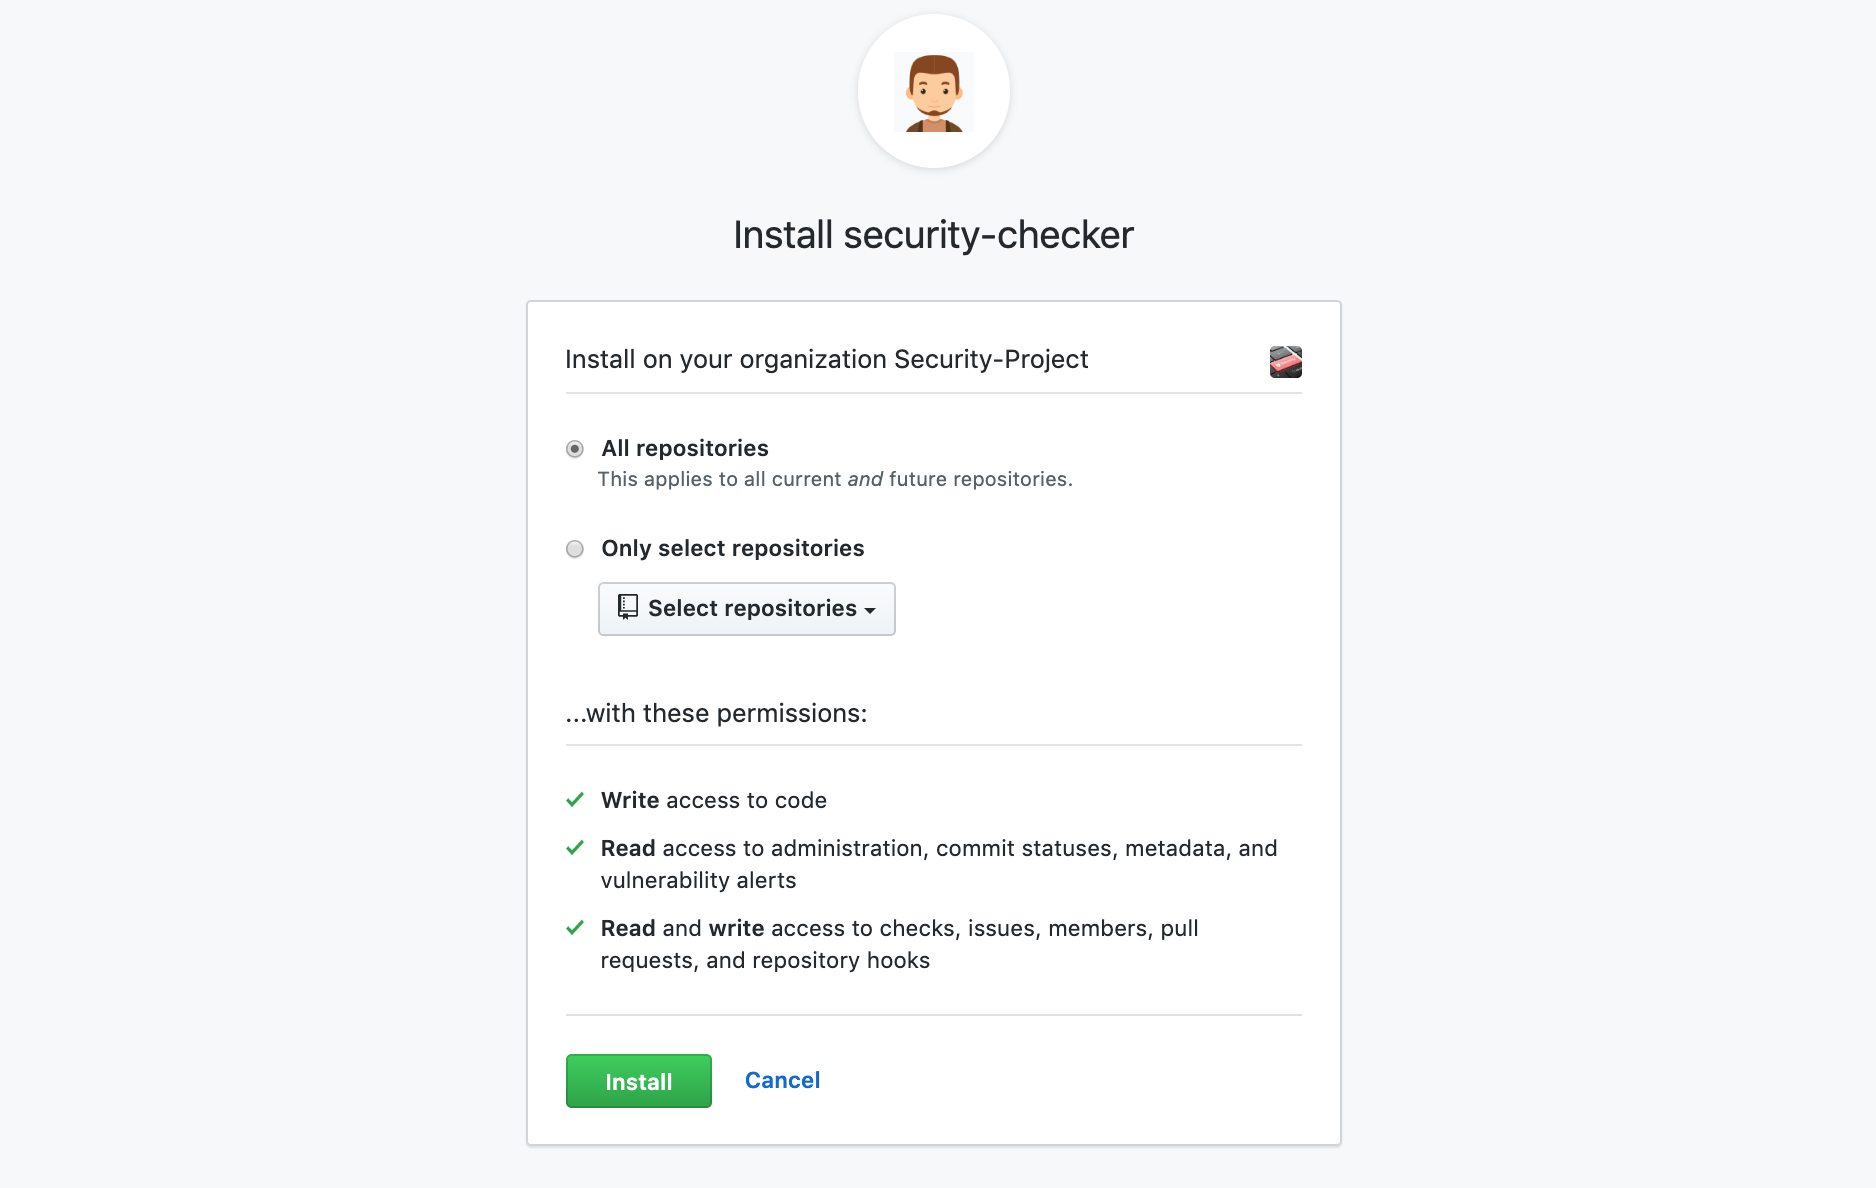 Install security-checker
Install on your organization Security-Project
All repositories
This applies to all current and future repositories.
Only select repositories
Select repositories
...with these permissions:
Write access to code
Read access to administration, commit statuses, metadata, and
vulnerability alerts
Read and write access to checks, issues, members, pull
requests, and repository hooks
Install
Cancel